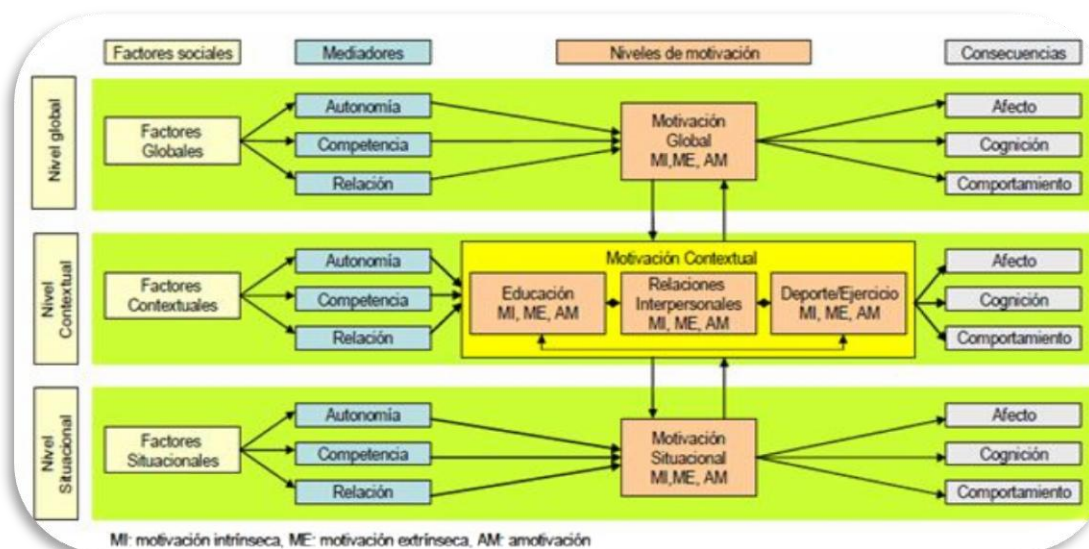 Factores sociales
Mediadores
Niveles de motivación
Consecuencias
Nivel global
Factores
Globales
Autonomía
Competencia
Relación
Motivación
Global
MI,ME, AM
Afecto
Cognición
Comportamiento
Nivel
Contextual
Factores
Contextuales
Autonomía
Competencia
Relación
Motivación Contextual
Educación
MI, ME, AM
Relaciones
Interpersonales
MI, ME, AM
Deporte/Ejercicio
MI, ME, AM
Afecto
Cognición
Comportamiento
Nivel
Situacional
Factores
Situacionales
Autonomía
Competencia
Relación
Motivación
Situacional
MI,ME, AM
Afecto
Cognición
Comportamiento
MI: motivación intrínseca, ME: motivación extrínseca, AM: amotivación